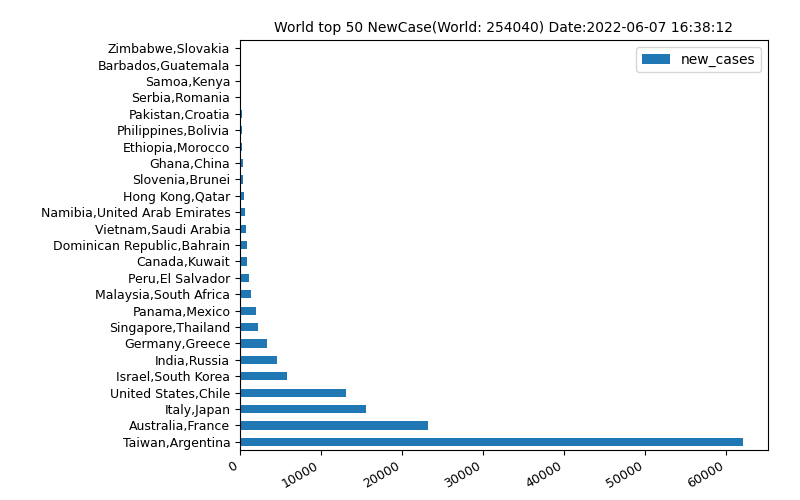 World top 50 NewCase(World: 254040) Date:2022-06-07 16:38:12
new_cases
Zimbabwe,Slovakia
Barbados,Guatemala
Samoa,Kenya
Serbia,Romania
Pakistan,Croatia
Philippines,Bolivia
Ethiopia,Morocco
Ghana,China
Slovenia,Brunei
Hong Kong,Qatar
Namibia,United Arab Emirates
Vietnam,Saudi Arabia
Dominican Republic,Bahrain
Canada,Kuwait
Peru,El Salvador
Malaysia,South Africa
Panama,Mexico
Singapore,Thailand
Germany,Greece
India,Russia
Israel,South Korea
United States,Chile
Italy,Japan
Australia,France
Taiwan,Argentina
0 10000 20000 30000 40000 50000 60000